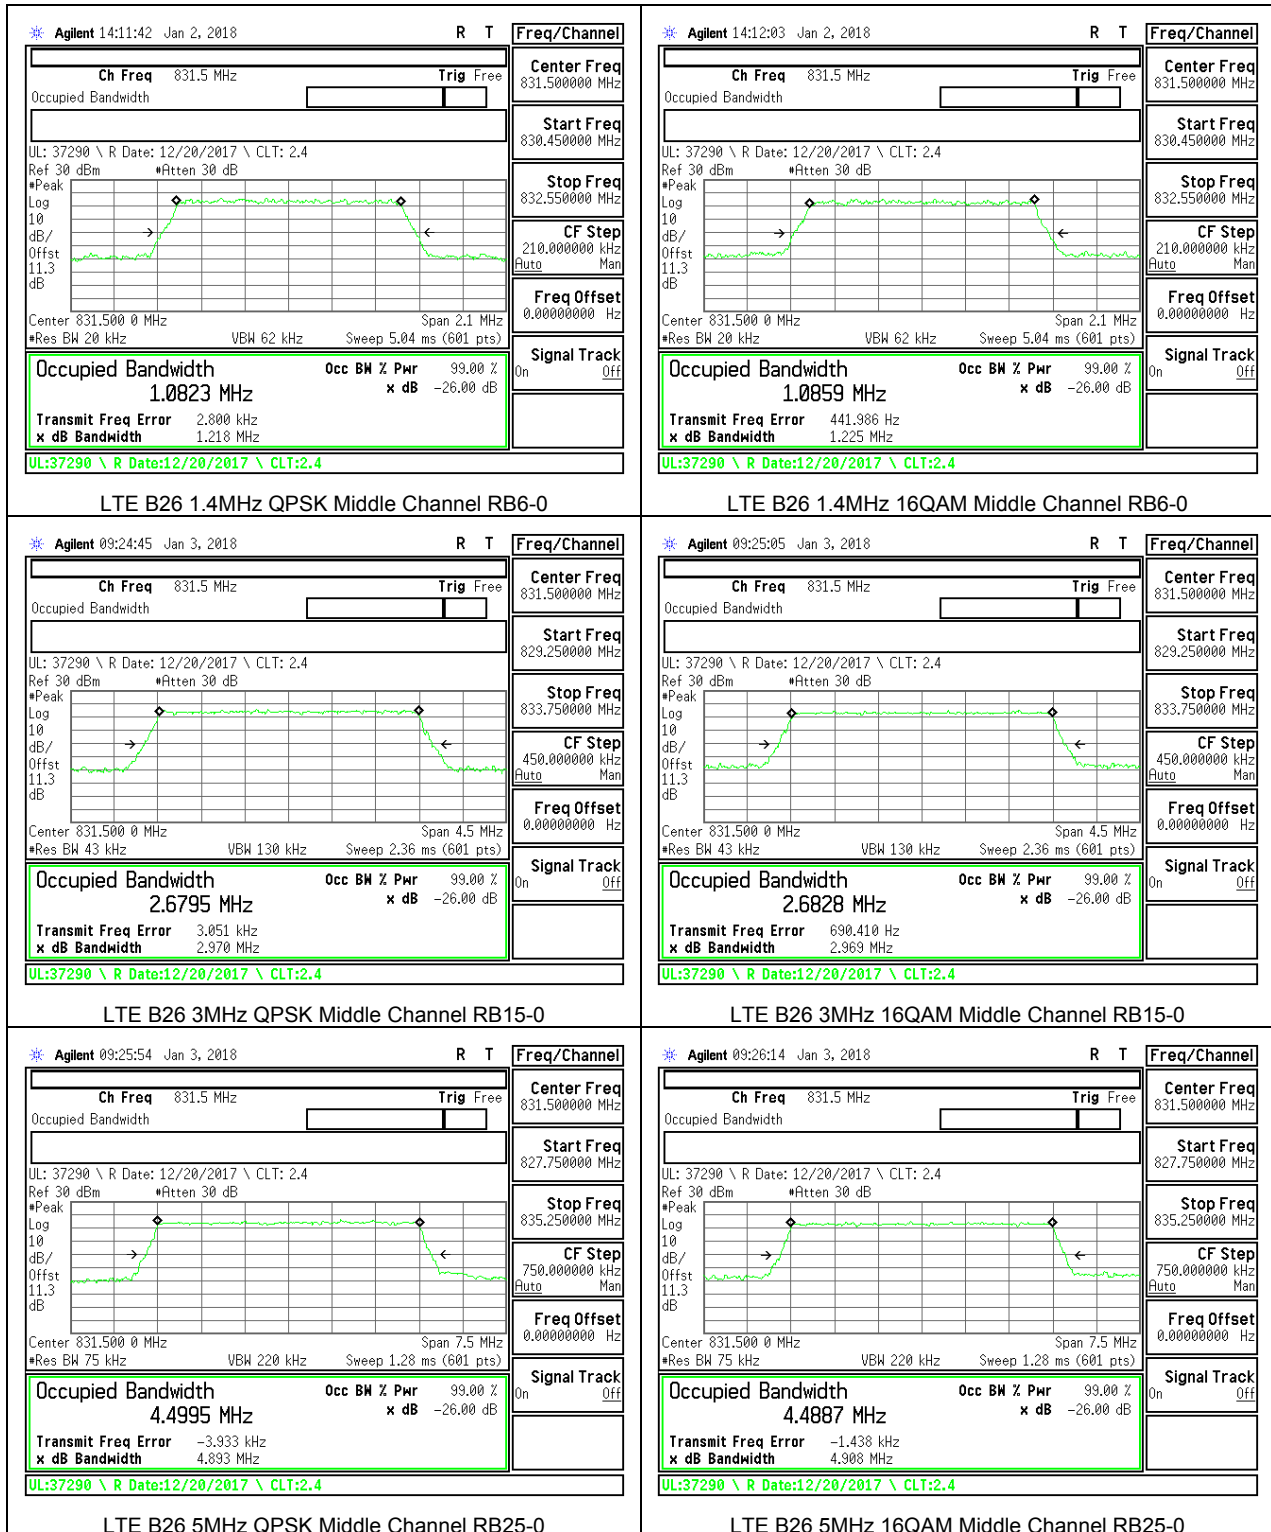 Agilent 14:11:42 Jan 2, 2018 R T Freq/Channel
Ch Freq 831.5 MHz Trig Free
Occupied Bandwidth
Center Freq
831.500000 MHz
Start Freq
830.450000 MHz
UL: 37290 \ R Date: 12/20/2017 \ CLT: 2.4
Ref 30 dBm #Atten 30 dB
#Peak
Log
10
dB/
Offst
11.3
dB
Stop Freq
832.550000 MHz
CF Step
210.000000 kHz
Auto Man
Freq Offset
0.00000000 Hz
Center 831.500 0 MHz Span 2.1 MHz
#Res BW 20 kHz VBW 62 kHz Sweep 5.04 ms (601 pts)
Signal Track
On Off
Occupied Bandwidth Occ BW % Pwr 99.00 %
1.0823 MHz x dB -26.00 dB
Transmit Freq Error 2.800 kHz
x dB Bandwidth 1.218 MHz
UL:37290 \ R Date:12/20/2017 \ CLT:2.4
LTE B26 1.4MHz QPSK Middle Channel RB6-0
Agilent 14:12:03 Jan 2, 2018 R T Freq/Channel
Ch Freq 831.5 MHz Trig Free
Occupied Bandwidth
Center Freq
831.500000 MHz
Start Freq
830.450000 MHz
UL: 37290 \ R Date: 12/20/2017 \ CLT: 2.4
Ref 30 dBm #Atten 30 dB
#Peak
Log
10
dB/
Offst
11.3
dB
Stop Freq
832.550000 MHz
CF Step
210.000000 kHz
Auto Man
Freq Offset
0.00000000 Hz
Center 831.500 0 MHz Span 2.1 MHz
#Res BW 20 kHz VBW 62 kHz Sweep 5.04 ms (601 pts)
Signal Track
On Off
Occupied Bandwidth Occ BW % Pwr 99.00 %
1.0859 MHz x dB -26.00 dB
Transmit Freq Error 441.986 Hz
x dB Bandwidth 1.225 MHz
UL:37290 \ R Date:12/20/2017 \ CLT:2.4
LTE B26 1.4MHz 16QAM Middle Channel RB6-0
Agilent 09:24:45 Jan 3, 2018 R T Freq/Channel
Ch Freq 831.5 MHz Trig Free
Occupied Bandwidth
Center Freq
831.500000 MHz
Start Freq
829.250000 MHz
UL: 37290 \ R Date: 12/20/2017 \ CLT: 2.4
Ref 30 dBm #Atten 30 dB
#Peak
Log
10
dB/
Offst
11.3
dB
Stop Freq
833.750000 MHz
CF Step
450.000000 kHz
Auto Man
Freq Offset
0.00000000 Hz
Center 831.500 0 MHz Span 4.5 MHz
#Res BW 43 kHz VBW 130 kHz Sweep 2.36 ms (601 pts)
Signal Track
On Off
Occupied Bandwidth Occ BW % Pwr 99.00 %
2.6795 MHz x dB -26.00 dB
Transmit Freq Error 3.051 kHz
x dB Bandwidth 2.970 MHz
UL:37290 \ R Date:12/20/2017 \ CLT:2.4
LTE B26 3MHz QPSK Middle Channel RB15-0
Agilent 09:25:05 Jan 3, 2018 R T Freq/Channel
Ch Freq 831.5 MHz Trig Free
Occupied Bandwidth
Center Freq
831.500000 MHz
Start Freq
829.250000 MHz
UL: 37290 \ R Date: 12/20/2017 \ CLT: 2.4
Ref 30 dBm #Atten 30 dB
#Peak
Log
10
dB/
Offst
11.3
dB
Stop Freq
833.750000 MHz
CF Step
450.000000 kHz
Auto Man
Freq Offset
0.00000000 Hz
Center 831.500 0 MHz Span 4.5 MHz
#Res BW 43 kHz VBW 130 kHz Sweep 2.36 ms (601 pts)
Signal Track
On Off
Occupied Bandwidth Occ BW % Pwr 99.00 %
2.6828 MHz x dB -26.00 dB
Transmit Freq Error 690.410 Hz
x dB Bandwidth 2.969 MHz
UL:37290 \ R Date:12/20/2017 \ CLT:2.4
LTE B26 3MHz 16QAM Middle Channel RB15-0
Agilent 09:25:54 Jan 3, 2018 R T Freq/Channel
Ch Freq 831.5 MHz Trig Free
Occupied Bandwidth
Center Freq
831.500000 MHz
Start Freq
827.750000 MHz
UL: 37290 \ R Date: 12/20/2017 \ CLT: 2.4
Ref 30 dBm #Atten 30 dB
#Peak
Log
10
dB/
Offst
11.3
dB
Stop Freq
835.250000 MHz
CF Step
750.000000 kHz
Auto Man
Freq Offset
0.00000000 Hz
Center 831.500 0 MHz Span 7.5 MHz
#Res BW 75 kHz VBW 220 kHz Sweep 1.28 ms (601 pts)
Signal Track
On Off
Occupied Bandwidth Occ BW % Pwr 99.00 %
4.4995 MHz x dB -26.00 dB
Transmit Freq Error -3.933 kHz
x dB Bandwidth 4.893 MHz
UL:37290 \ R Date:12/20/2017 \ CLT:2.4
LTE B26 5MHz QPSK Middle Channel RB25-0
Agilent 09:26:14 Jan 3, 2018 R T Freq/Channel
Ch Freq 831.5 MHz Trig Free
Occupied Bandwidth
Center Freq
831.500000 MHz
Start Freq
827.750000 MHz
UL: 37290 \ R Date: 12/20/2017 \ CLT: 2.4
Ref 30 dBm #Atten 30 dB
#Peak
Log
10
dB/
Offst
11.3
dB
Stop Freq
835.250000 MHz
CF Step
750.000000 kHz
Auto Man
Freq Offset
0.00000000 Hz
Center 831.500 0 MHz Span 7.5 MHz
#Res BW 75 kHz VBW 220 kHz Sweep 1.28 ms (601 pts)
Signal Track
On Off
Occupied Bandwidth Occ BW % Pwr 99.00 %
4.4887 MHz x dB -26.00 dB
Transmit Freq Error -1.438 kHz
x dB Bandwidth 4.908 MHz
UL:37290 \ R Date:12/20/2017 \ CLT:2.4
LTE B26 5MHz 16QAM Middle Channel RB25-0